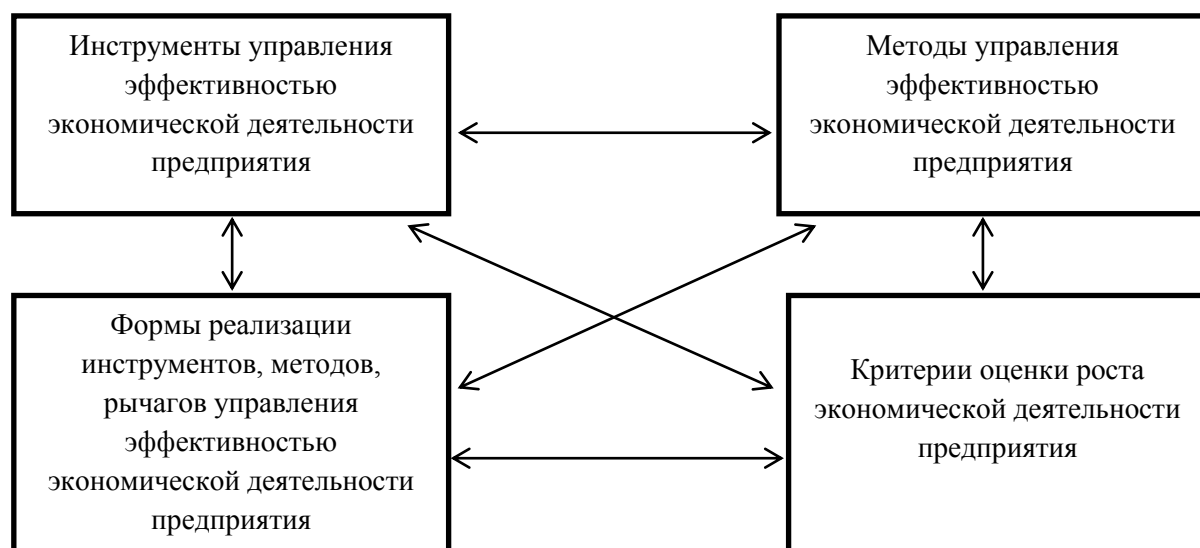 Инструменты управления
эффективностью
экономической деятельности
предприятия
Методы управления
эффективностью
экономической деятельности
предприятия
Формы реализации
инструментов, методов,
рычагов управления
эффективностью
экономической деятельности
предприятия
Критерии оценки роста
экономической деятельности
предприятия